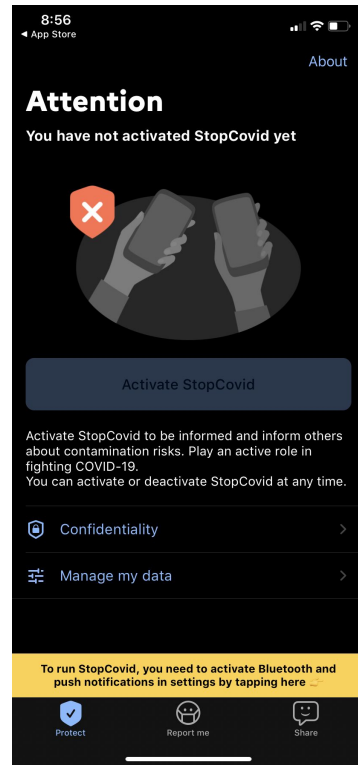 8:56
◀ App Store
About
Attention
You have not activated StopCovid yet
Activate StopCovid
Activate StopCovid to be informed and inform others
about contamination risks. Play an active role in
fighting COVID-19.
You can activate or deactivate StopCovid at any time.
Confidentiality
Manage my data
To run StopCovid, you need to activate Bluetooth and
push notifications in settings by tapping here 👉
Protect
Report me
Share